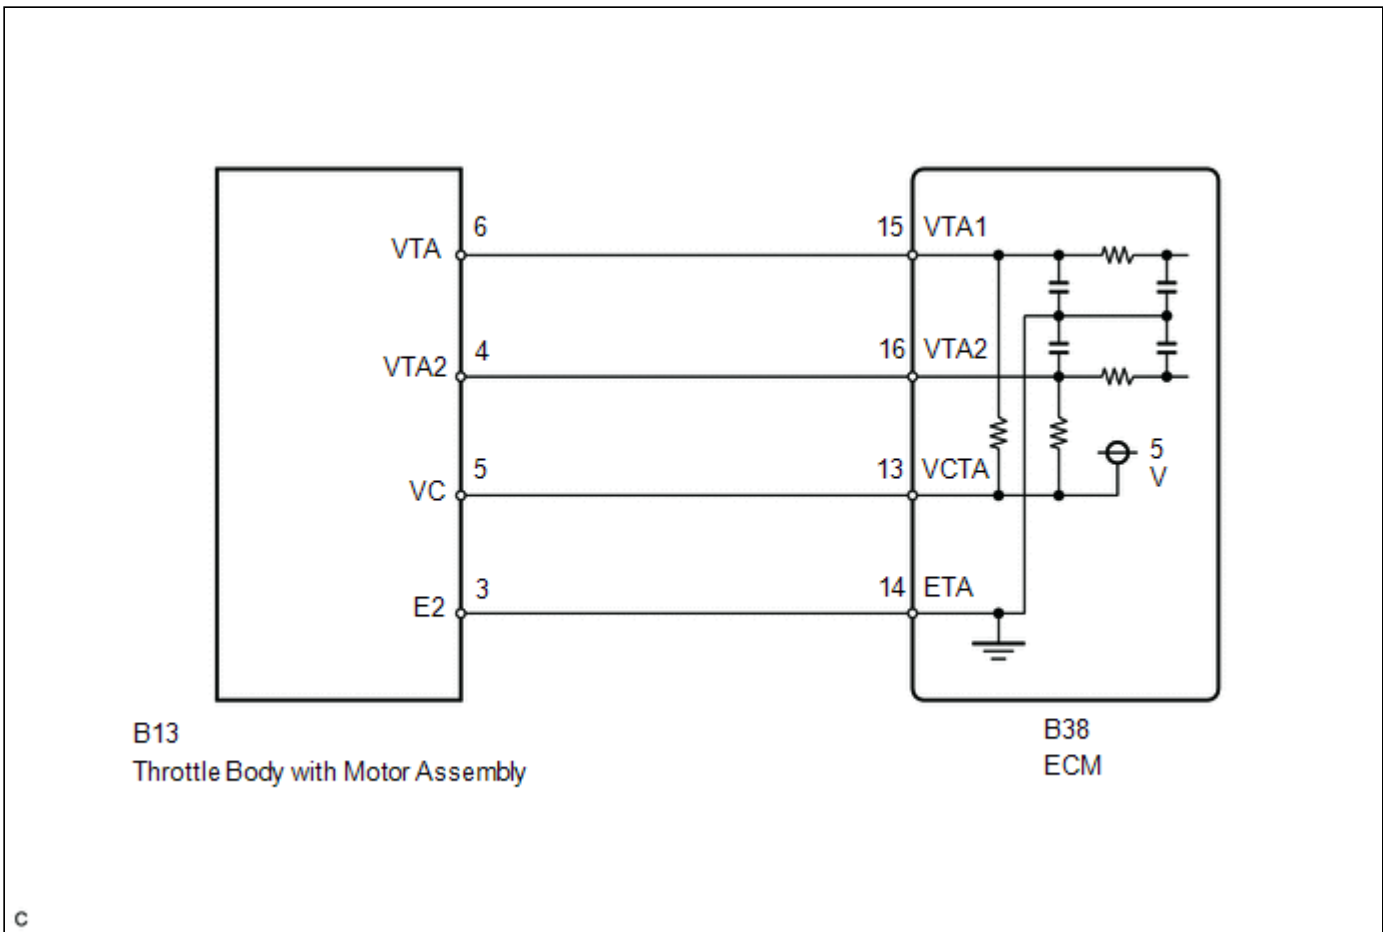 6
15
VTA1
VTA
4
16
VTA2
VTA2
5
13
VCTA
5
V
VC
3
14
ETA
E2
B13
Throttle Body with Motor Assembly
B38
ECM
C